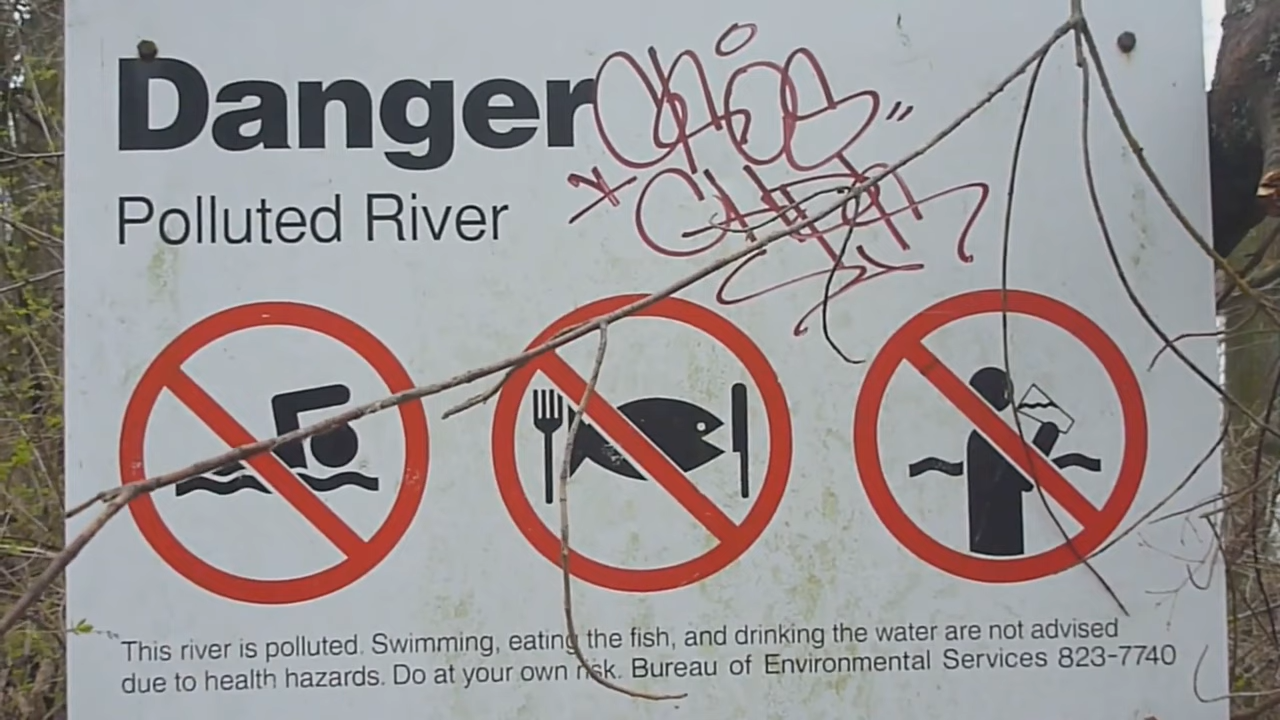 Danger
Polluted River
This river is polluted. Swimming, eating the fish, and drinking the water are not advised
due to health hazards. Do at your own risk. Bureau of Environmental Services 823-7740